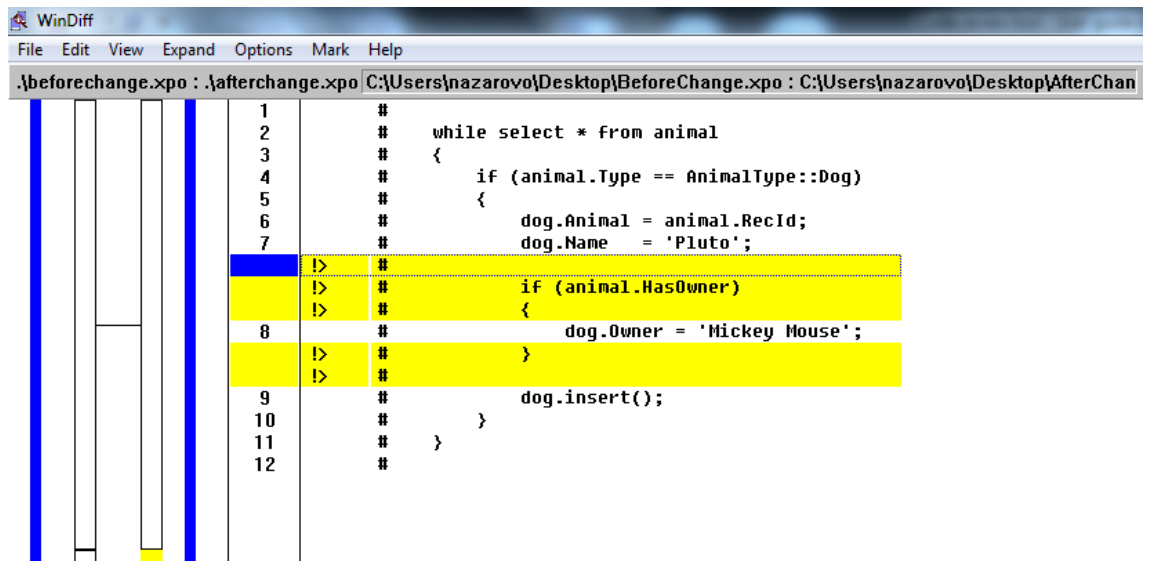 WinDiff
File Edit View Expand Options Mark Help
.\beforechange.xpo : .\afterchange.xpo C:\Users\nazarovo\Desktop\BeforeChange.xpo : C:\Users\nazarovo\Desktop\AfterChan
1 #
2 # while select * from animal
3 # {
4 # if (animal.Type == AnimalType::Dog)
5 # {
6 # dog.Animal = animal.RecId;
7 # dog.Name   = 'Pluto';
!> #
!> # if (animal.HasOwner)
!> # {
8 # dog.Owner = 'Mickey Mouse';
!> # }
!> #
9 # dog.insert();
10 # }
11 # }
12 #